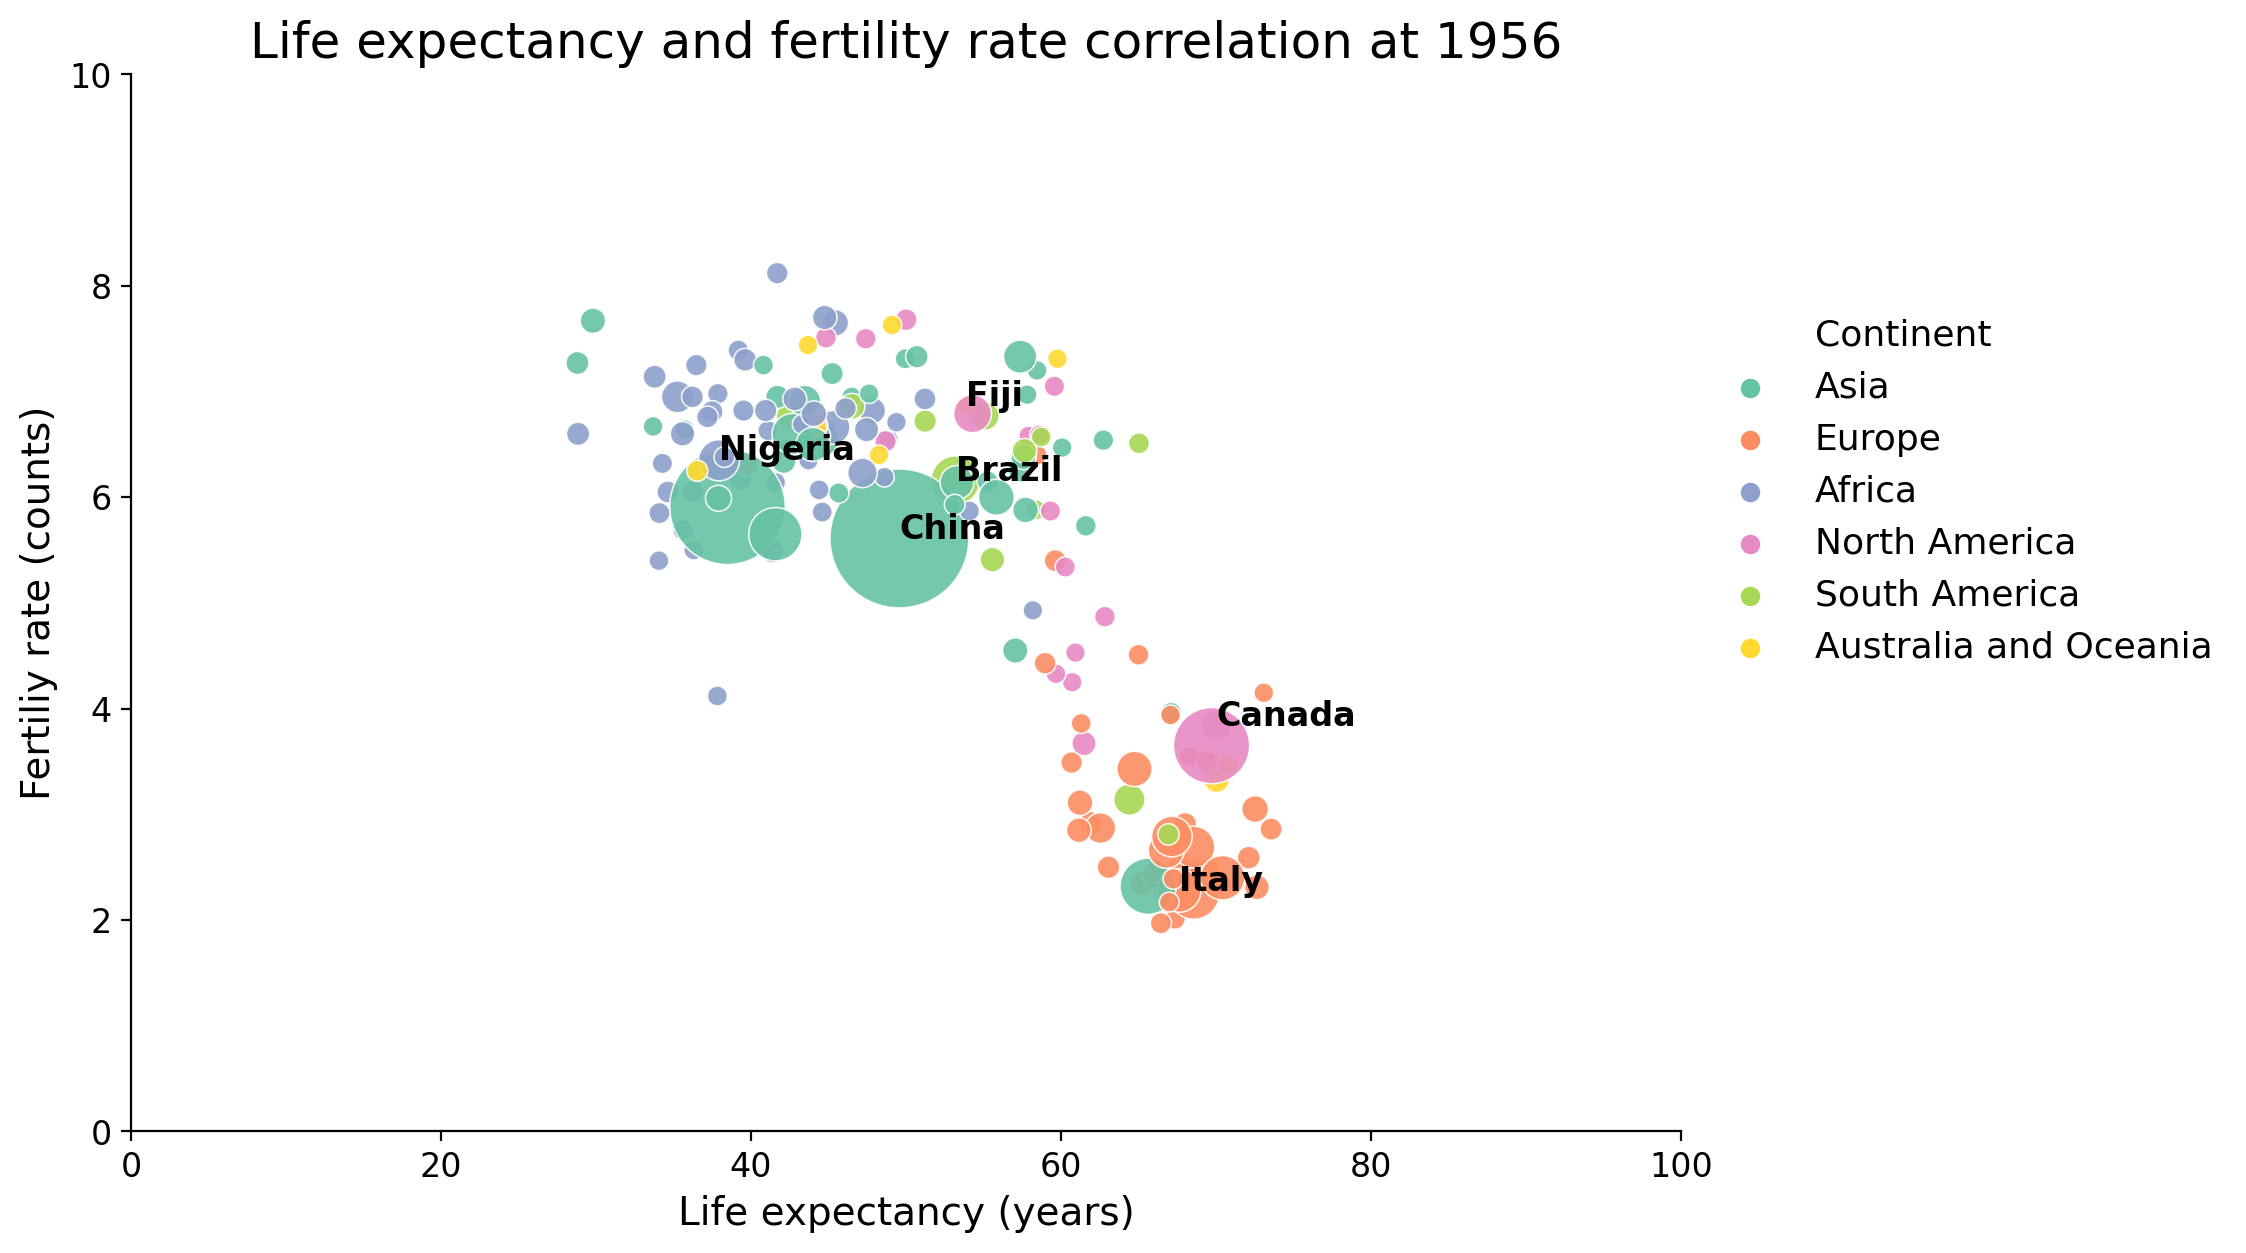 Life expectancy and fertility rate correlation at 1956
10
8
6
4
2
0
Fertiliy rate (counts)
0 20 40 60 80 100
Life expectancy (years)
Fiji
Nigeria
Brazil
China
Canada
Italy
Continent
Asia
Europe
Africa
North America
South America
Australia and Oceania